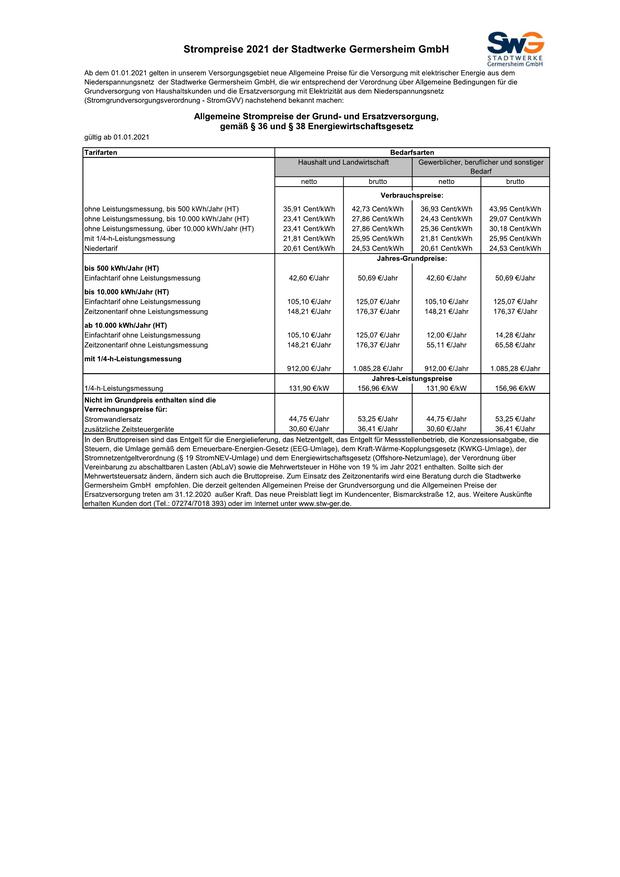 Strompreise 2021 der Stadtwerke Germersheim GmbH
SWG
STADTWERKE
Germersheim GmbH
Ab dem 01.01.2021 gelten in unserem Versorgungsgebiet neue Allgemeine Preise für die Versorgung mit elektrischer Energie aus dem
Niederspannungsnetz der Stadtwerke Germersheim GmbH, die wir entsprechend der Verordnung über Allgemeine Bedingungen für die
Grundversorgung von Haushaltskunden und die Ersatzversorgung mit Elektrizität aus dem Niederspannungsnetz
(Stromgrundversorgungsverordnung - StromGVV) nachstehend bekannt machen:
Allgemeine Strompreise der Grund- und Ersatzversorgung,
gemäß § 36 und § 38 Energiewirtschaftsgesetz
gültig ab 01.01.2021
Tarifarten Bedarfsarten
Haushalt und Landwirtschaft Gewerblicher, beruflicher und sonstiger
Bedarf
netto brutto netto brutto
Verbrauchspreise:
ohne Leistungsmessung, bis 500 kWh/Jahr (HT) 35,91 Cent/kWh 42,73 Cent/kWh 36,93 Cent/kWh 43,95 Cent/kWh
ohne Leistungsmessung, bis 10.000 kWh/Jahr (HT) 23,41 Cent/kWh 27,86 Cent/kWh 24,43 Cent/kWh 29,07 Cent/kWh
ohne Leistungsmessung, über 10.000 kWh/Jahr (HT) 23,41 Cent/kWh 27,86 Cent/kWh 25,36 Cent/kWh 30,18 Cent/kWh
mit 1/4-h-Leistungsmessung 21,81 Cent/kWh 25,95 Cent/kWh 21,81 Cent/kWh 25,95 Cent/kWh
Niedertarif 20,61 Cent/kWh 24,53 Cent/kWh 20,61 Cent/kWh 24,53 Cent/kWh
Jahres-Grundpreise:
bis 500 kWh/Jahr (HT)
Einfachtarif ohne Leistungsmessung 42,60 €/Jahr 50,69 €/Jahr 42,60 €/Jahr 50,69 €/Jahr
bis 10.000 kWh/Jahr (HT)
Einfachtarif ohne Leistungsmessung 105,10 €/Jahr 125,07 €/Jahr 105,10 €/Jahr 125,07 €/Jahr
Zeitzonentarif ohne Leistungsmessung 148,21 €/Jahr 176,37 €/Jahr 148,21 €/Jahr 176,37 €/Jahr
ab 10.000 kWh/Jahr (HT)
Einfachtarif ohne Leistungsmessung 105,10 €/Jahr 125,07 €/Jahr 12,00 €/Jahr 14,28 €/Jahr
Zeitzonentarif ohne Leistungsmessung 148,21 €/Jahr 176,37 €/Jahr 55,11 €/Jahr 65,58 €/Jahr
mit 1/4-h-Leistungsmessung
912,00 €/Jahr 1.085,28 €/Jahr 912,00 €/Jahr 1.085,28 €/Jahr
Jahres-Leistungspreise
1/4-h-Leistungsmessung 131,90 €/kW 156,96 €/kW 131,90 €/kW 156,96 €/kW
Nicht im Grundpreis enthalten sind die
Verrechnungspreise für:
Stromwandlersatz 44,75 €/Jahr 53,25 €/Jahr 44,75 €/Jahr 53,25 €/Jahr
zusätzliche Zeitsteuergeräte 30,60 €/Jahr 36,41 €/Jahr 30,60 €/Jahr 36,41 €/Jahr
In den Bruttopreisen sind das Entgelt für die Energielieferung, das Netzentgelt, das Entgelt für Messstellenbetrieb, die Konzessionsabgabe, die
Steuern, die Umlage gemäß dem Erneuerbare-Energien-Gesetz (EEG-Umlage), dem Kraft-Wärme-Kopplungsgesetz (KWKG-Umlage), der
Stromnetzentgeltverordnung (§ 19 StromNEV-Umlage) und dem Energiewirtschaftsgesetz (Offshore-Netzumlage), der Verordnung über
Vereinbarung zu abschaltbaren Lasten (AbLaV) sowie die Mehrwertsteuer in Höhe von 19 % im Jahr 2021 enthalten. Sollte sich der
Mehrwertsteuersatz ändern, ändern sich auch die Bruttopreise. Zum Einsatz des Zeitzonentarifs wird eine Beratung durch die Stadtwerke
Germersheim GmbH empfohlen. Die derzeit geltenden Allgemeinen Preise der Grundversorgung und die Allgemeinen Preise der
Ersatzversorgung treten am 31.12.2020 außer Kraft. Das neue Preisblatt liegt im Kundencenter, Bismarckstraße 12, aus. Weitere Auskünfte
erhalten Kunden dort (Tel.: 07274/7018 393) oder im Internet unter www.stw-ger.de.